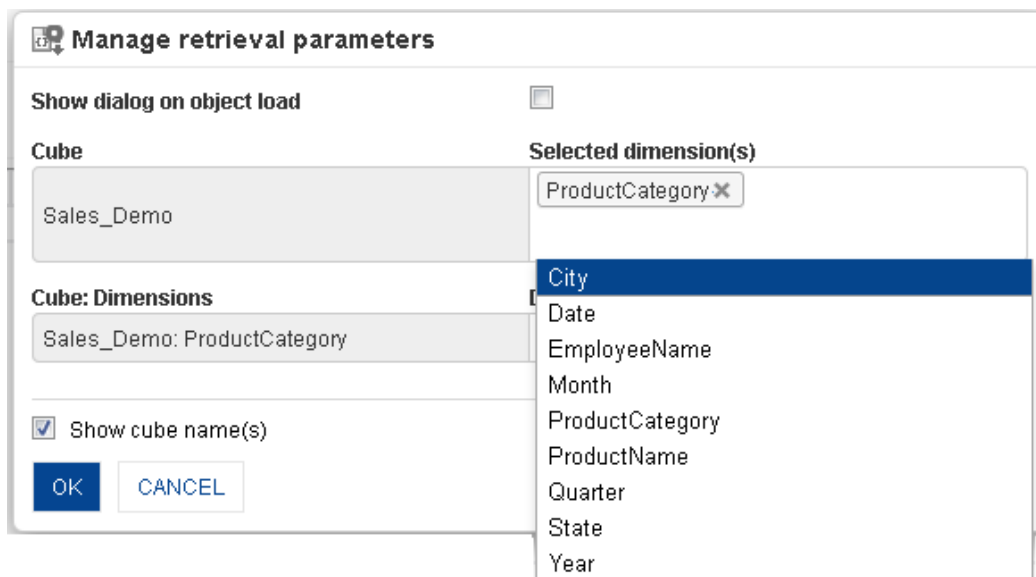 Manage retrieval parameters
Show dialog on object load
Cube
Selected dimension(s)
Sales_Demo
ProductCategory
Cube: Dimensions
Sales_Demo: ProductCategory
City
Date
EmployeeName
Month
ProductCategory
ProductName
Quarter
State
Year
Show cube name(s)
OK
CANCEL